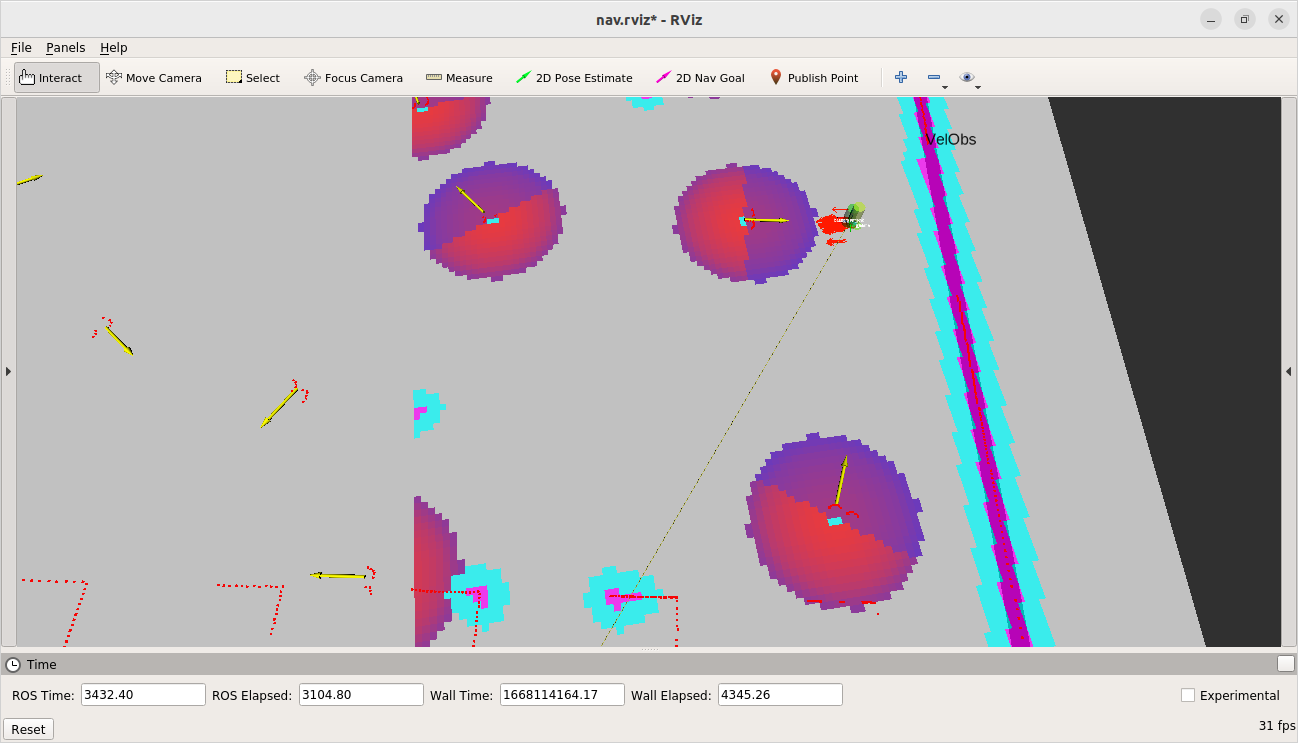 nav.rviz* - RViz
File Panels Help
Interact Move Camera Select Focus Camera Measure 2D Pose Estimate 2D Nav Goal Publish Point
VelObs
Time
ROS Time: 3432.40 ROS Elapsed: 3104.80 Wall Time: 1668114164.17 Wall Elapsed: 4345.26 Experimental
Reset 31 fps